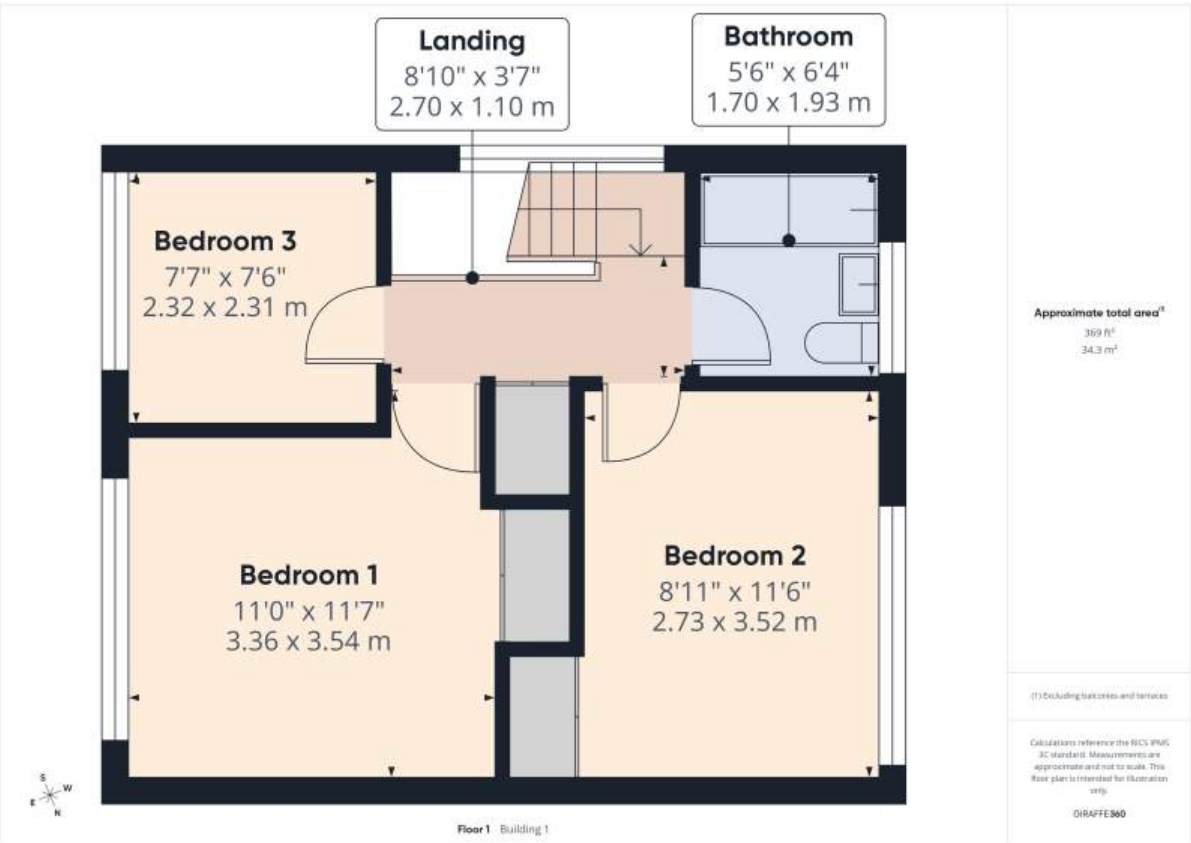 Landing
8'10" x 3'7"
2.70 x 1.10 m
Bathroom
5'6" x 6'4"
1.70 x 1.93 m
Bedroom 3
7'7" x 7'6"
2.32 x 2.31 m
Bedroom 1
11'0" x 11'7"
3.36 x 3.54 m
Bedroom 2
8'11" x 11'6"
2.73 x 3.52 m
Approximate total area⁽¹⁾
369 ft²
34.3 m²
(1) Excluding balconies and terraces
Calculations reference the RICS IPMS
3C standard. Measurements are
approximate and not to scale. This
floor plan is intended for illustration
only.
GIRAFFE360
S
W
E
N
Floor 1 Building 1